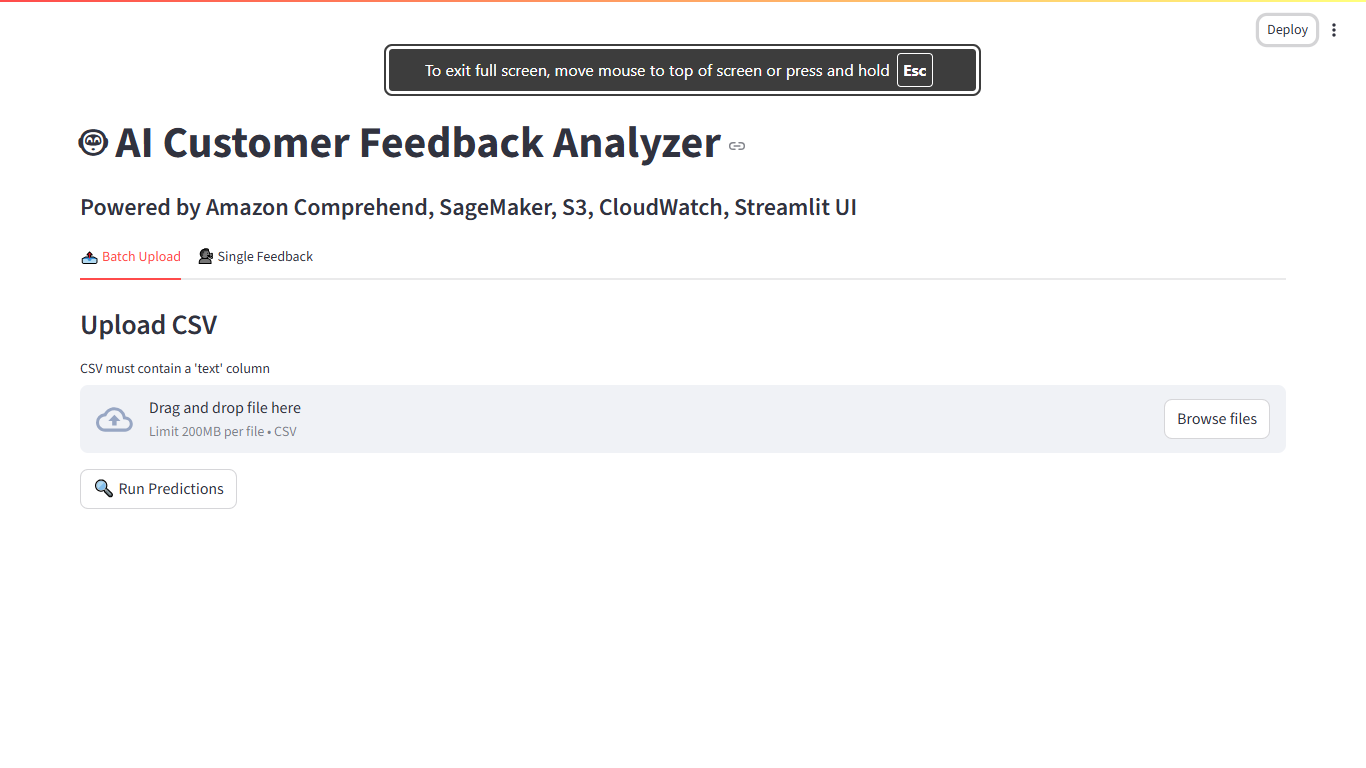 Deploy
To exit full screen, move mouse to top of screen or press and hold Esc
AI Customer Feedback Analyzer
Powered by Amazon Comprehend, SageMaker, S3, CloudWatch, Streamlit UI
Batch Upload Single Feedback
Upload CSV
CSV must contain a 'text' column
Drag and drop file here
Limit 200MB per file • CSV
Browse files
Run Predictions